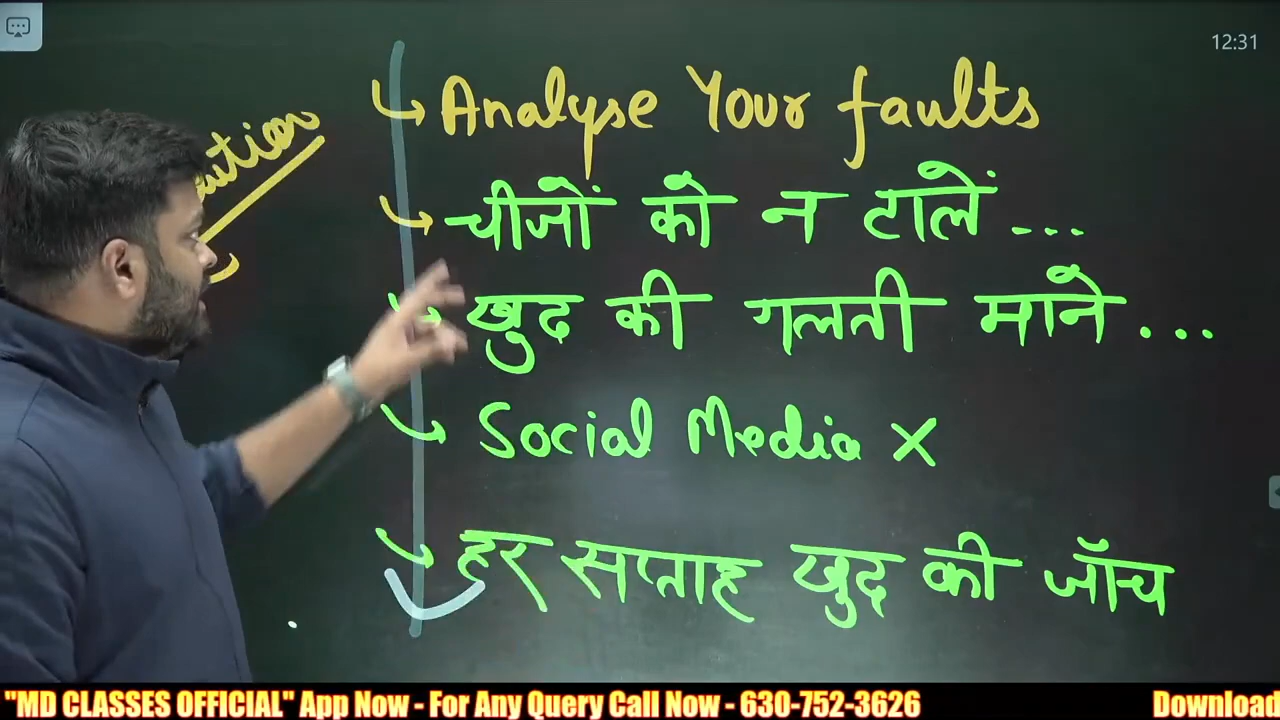 12:31
Analyse Your faults
चीजों को न टालें ...
खुद की गलती माने ...
Social Media X
हर सप्ताह खुद की जॉच
"MD CLASSES OFFICIAL" App Now - For Any Query Call Now - 630-752-3626 Download